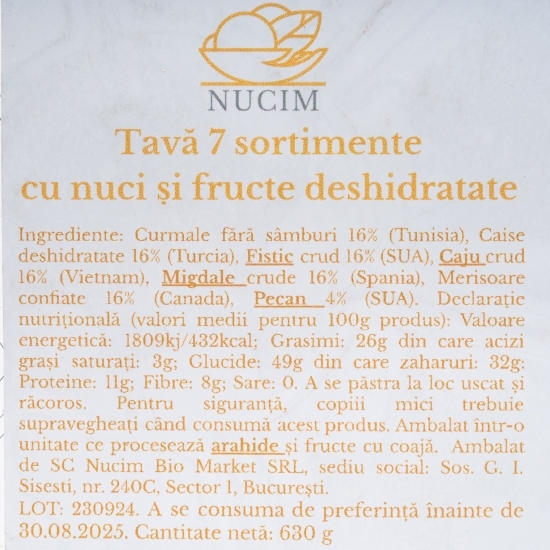 NUCIM
Tavă 7 sortimente
cu nuci și fructe deshidratate
Ingrediente: Curmale fără sâmburi 16% (Tunisia), Caise
deshidratate 16% (Turcia), Fistic crud 16% (SUA), Caju crud
16% (Vietnam), Migdale crude 16% (Spania), Merisoare
confiate 16% (Canada), Pecan 4% (SUA). Declarație
nutrițională (valori medii pentru 100g produs): Valoare
energetică: 1809kj/432kcal; Grasimi: 26g din care acizi
grași saturați: 3g; Glucide: 49g din care zaharuri: 32g;
Proteine: 11g; Fibre: 8g; Sare: 0. A se păstra la loc uscat și
răcoros. Pentru siguranță, copiii mici trebuie
supravegheați când consumă acest produs. Ambalat într-o
unitate ce procesează arahide și fructe cu coajă. Ambalat
de SC Nucim Bio Market SRL, sediu social: Sos. G. I.
Sisesti, nr. 240C, Sector 1, București.
LOT: 230924. A se consuma de preferință înainte de
30.08.2025. Cantitate netă: 630 g